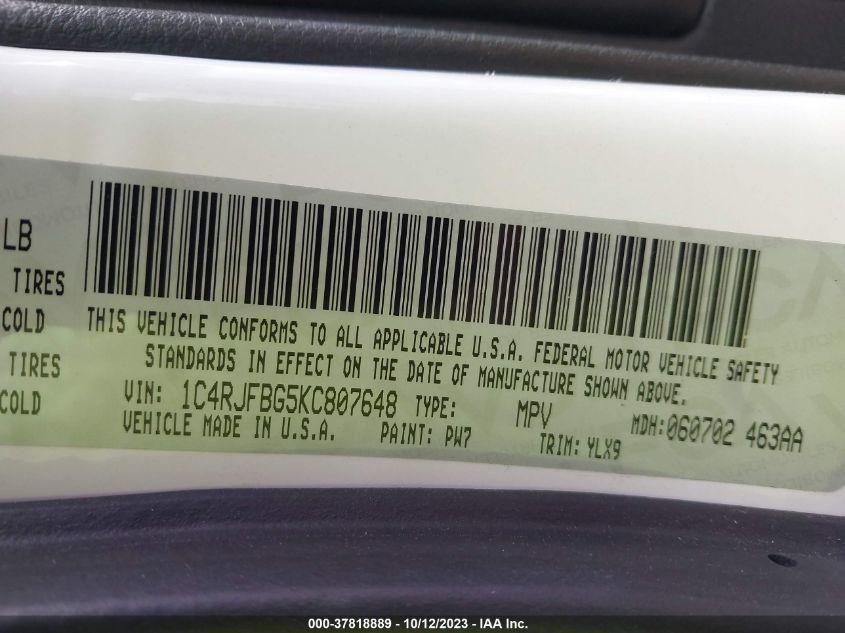 LB
TIRES
COLD
TIRES
COLD
THIS VEHICLE CONFORMS TO ALL APPLICABLE U.S.A. FEDERAL MOTOR VEHICLE SAFETY
STANDARDS IN EFFECT ON THE DATE OF MANUFACTURE SHOWN ABOVE.
VIN: 1C4RJFBG5KC807648 TYPE: MPV MDH:060702 463AA
VEHICLE MADE IN U.S.A. PAINT: PW7 TRIM: YLX9
000-37818889 - 10/12/2023 - IAA Inc.